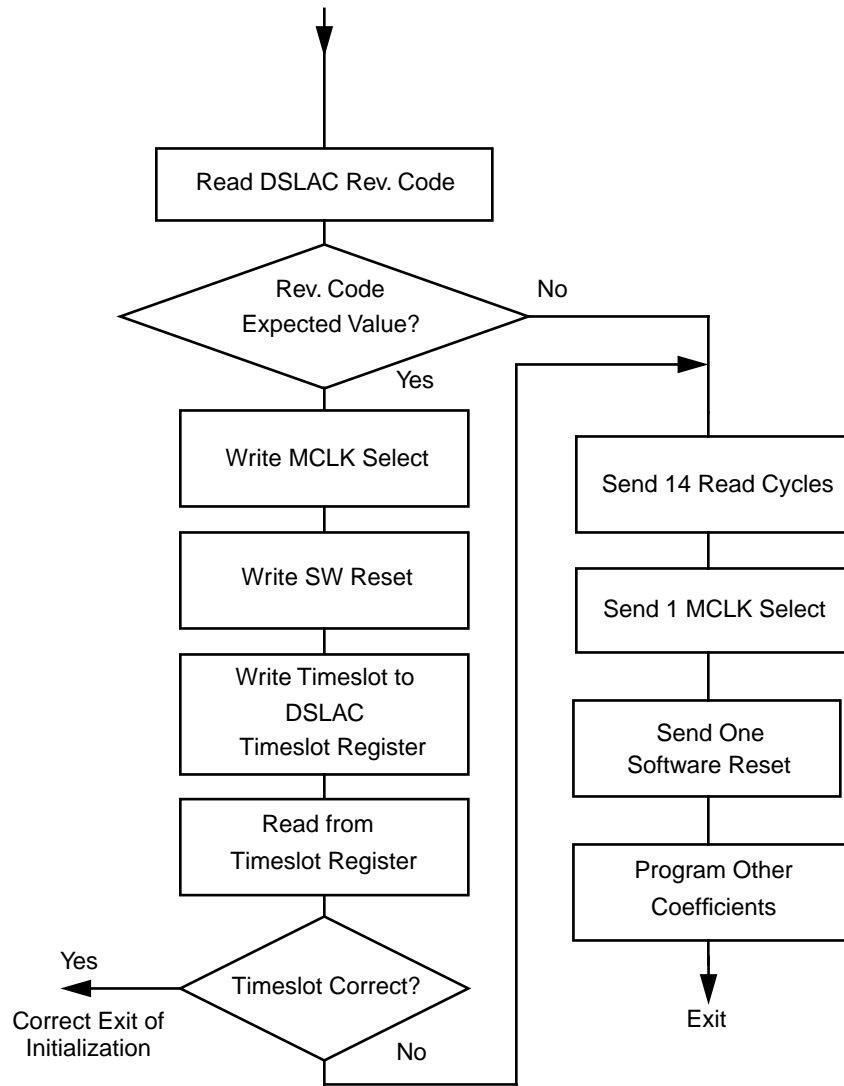 Read DSLAC Rev. Code
Rev. Code
Expected Value?
No
Yes
Write MCLK Select
Write SW Reset
Write Timeslot to
DSLAC
Timeslot Register
Read from
Timeslot Register
Timeslot Correct?
Yes
Correct Exit of
Initialization
No
Send 14 Read Cycles
Send 1 MCLK Select
Send One
Software Reset
Program Other
Coefficients
Exit